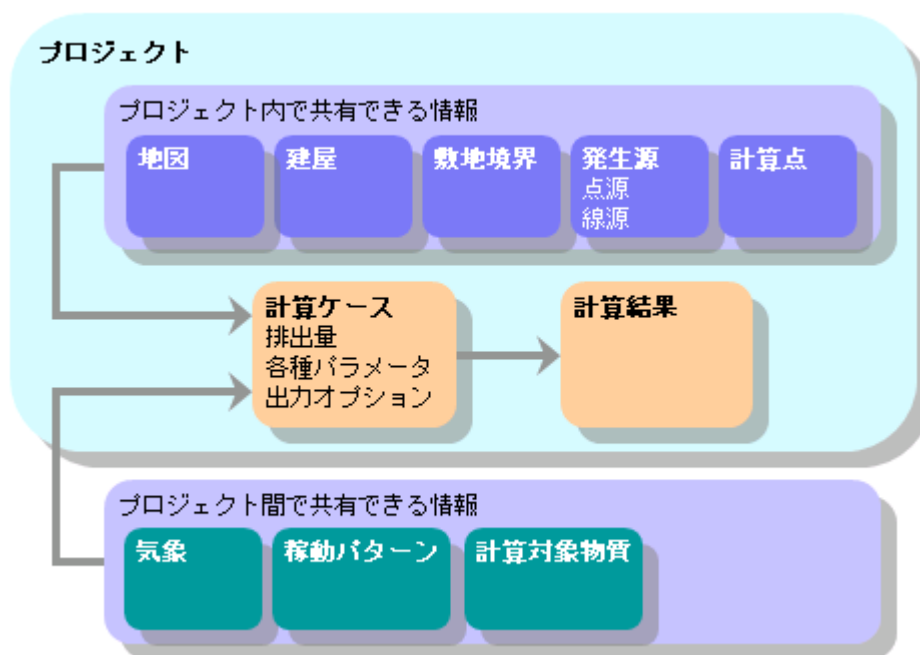 プロジェクト
プロジェクト内で共有できる情報
地図
建屋
敷地境界
発生源
点源
線源
計算点
計算ケース
排出量
各種パラメータ
出力オプション
計算結果
プロジェクト間で共有できる情報
気象
稼動パターン
計算対象物質